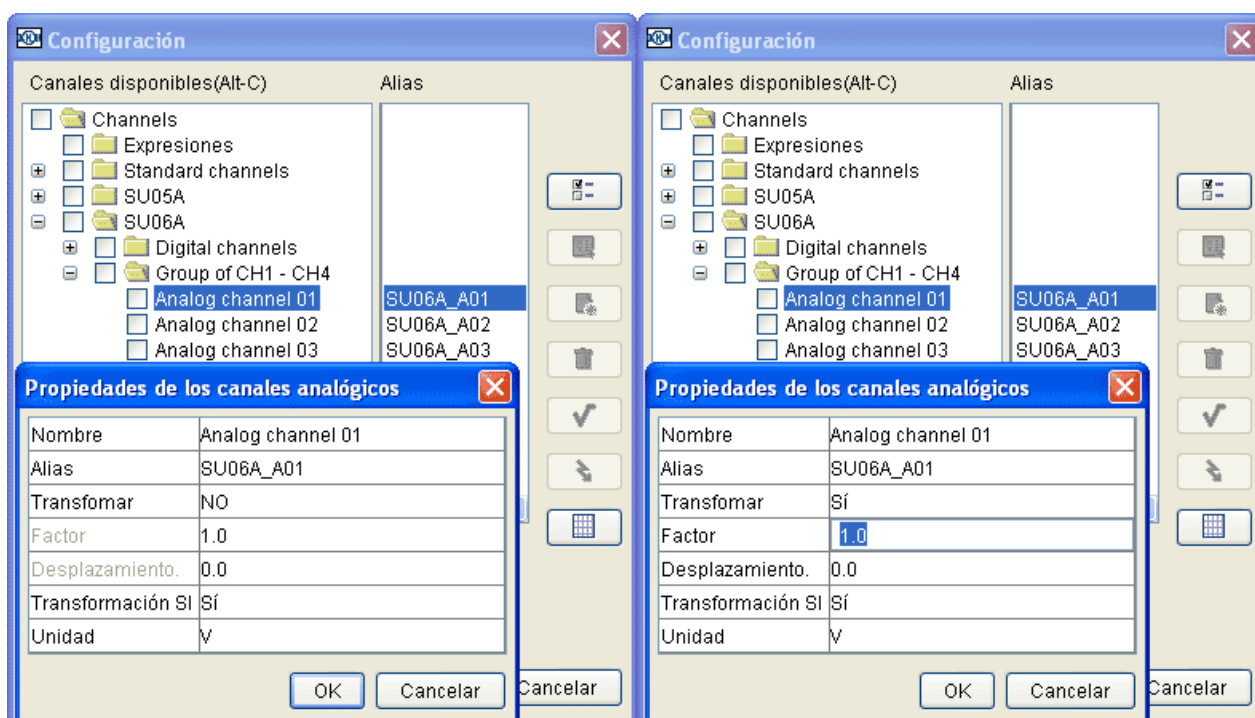 Configuración
Canales disponibles(Alt-C) Alias
Channels
Expresiones
Standard channels
SU05A
SU06A
Digital channels
Group of CH1 - CH4
Analog channel 01 SU06A_A01
Analog channel 02 SU06A_A02
Analog channel 03 SU06A_A03
Propiedades de los canales analógicos
Nombre Analog channel 01
Alias SU06A_A01
Transfomar NO
Factor 1.0
Desplazamiento. 0.0
Transformación SI Sí
Unidad V
OK Cancelar Cancelar
Configuración
Canales disponibles(Alt-C) Alias
Channels
Expresiones
Standard channels
SU05A
SU06A
Digital channels
Group of CH1 - CH4
Analog channel 01 SU06A_A01
Analog channel 02 SU06A_A02
Analog channel 03 SU06A_A03
Propiedades de los canales analógicos
Nombre Analog channel 01
Alias SU06A_A01
Transfomar Sí
Factor 1.0
Desplazamiento. 0.0
Transformación SI Sí
Unidad V
OK Cancelar Cancelar